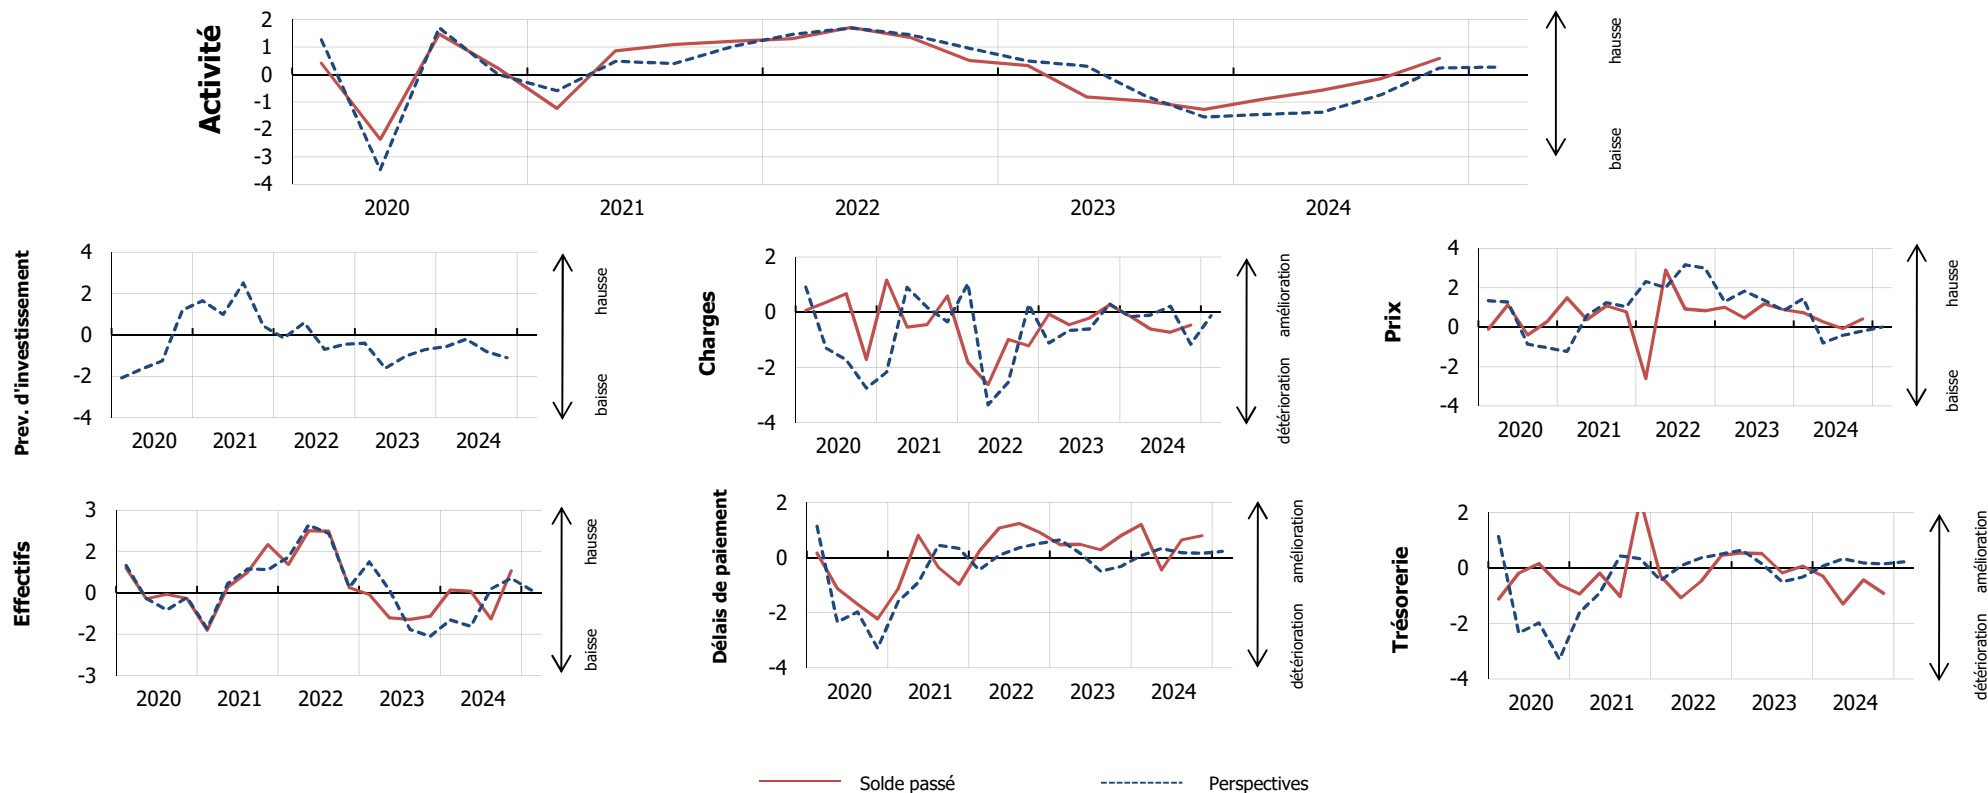 Activité
2
1
0
-1
-2
-3
-4
2020 2021 2022 2023 2024
hausse
baisse
Prev. d'investissement
4
2
0
-2
-4
2020 2021 2022 2023 2024
hausse
baisse
Charges
2
0
-2
-4
2020 2021 2022 2023 2024
amélioration
détérioration
Prix
4
2
0
-2
-4
2020 2021 2022 2023 2024
hausse
baisse
Effectifs
3
2
0
-2
-3
2020 2021 2022 2023 2024
hausse
baisse
Délais de paiement
2
0
-2
-4
2020 2021 2022 2023 2024
amélioration
détérioration
Trésorerie
2
0
-2
-4
2020 2021 2022 2023 2024
amélioration
détérioration
Solde passé Perspectives